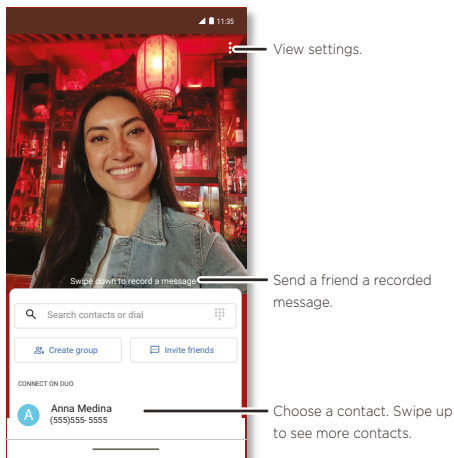 11:35
View settings.
Swipe down to record a message
Send a friend a recorded
message.
Search contacts or dial
Create group
Invite friends
CONNECT ON DUO
A
Anna Medina
(555)555- 5555
Choose a contact. Swipe up
to see more contacts.